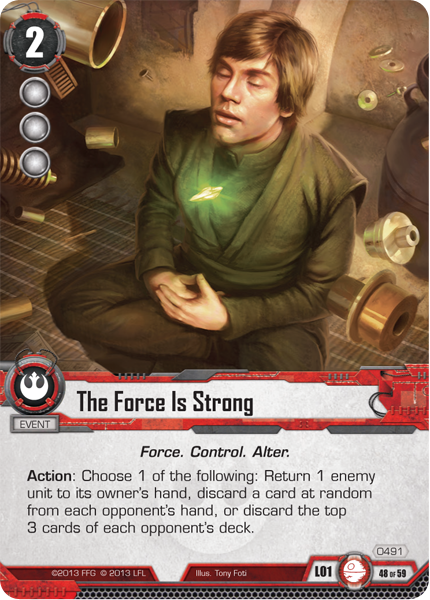 2
The Force Is Strong
EVENT
Force. Control. Alter.
Action: Choose 1 of the following: Return 1 enemy
unit to its owner's hand, discard a card at random
from each opponent's hand, or discard the top
3 cards of each opponent's deck.
0491
©2013 FFG ©2013 LFL
Illus. Tony Foti
L01
48 OF 59